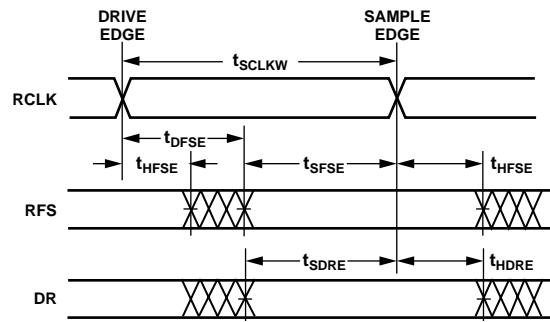 DRIVE EDGE
SAMPLE EDGE
tSCLKW
RCLK
tDFSE
tHFSE
tSFSE
tHFSE
RFS
tSDRE
tHDRE
DR